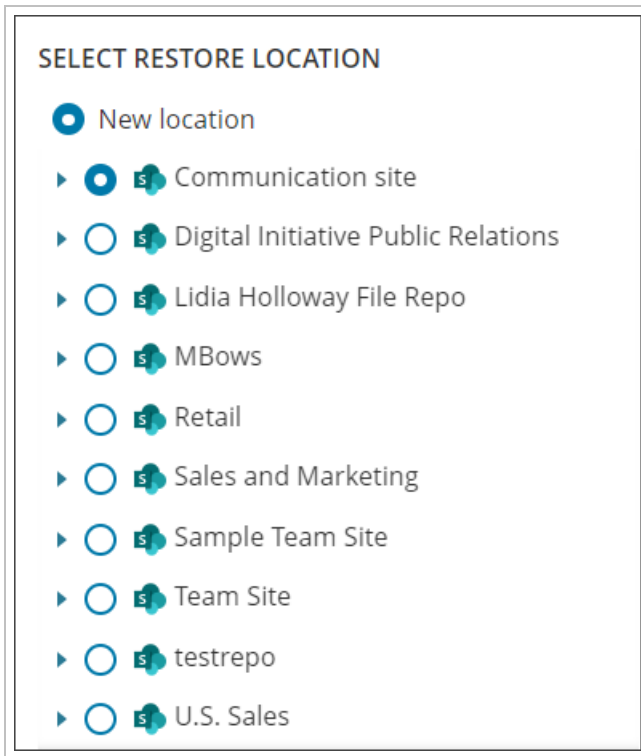 SELECT RESTORE LOCATION
New location
Communication site
Digital Initiative Public Relations
Lidia Holloway File Repo
MBows
Retail
Sales and Marketing
Sample Team Site
Team Site
testrepo
U.S. Sales